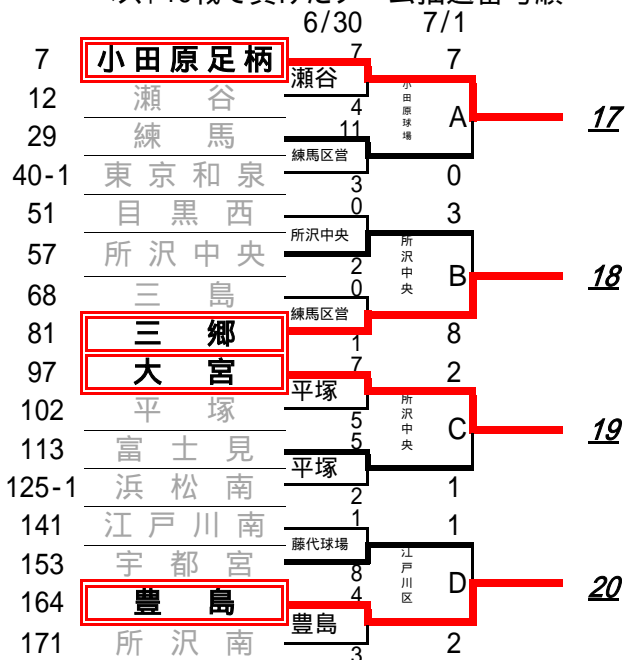 6/30 7/1
7 小田原足柄 7 7
瀬谷 小田原球場
12 瀬谷 4 A 17
29 練馬 11
練馬区営
40-1 東京和泉 3 0
51 目黒西 0 3
所沢中央 所沢中央
57 所沢中央 2 B 18
68 三島 0
練馬区営
81 三郷 1 8
97 大宮 7 2
平塚 所沢中央
102 平塚 5 C 19
113 富士見 5
平塚
125-1 浜松南 2 1
141 江戸川南 1 1
藤代球場 江戸川区
153 宇都宮 8 D 20
164 豊島 4
豊島
171 所沢南 3 2